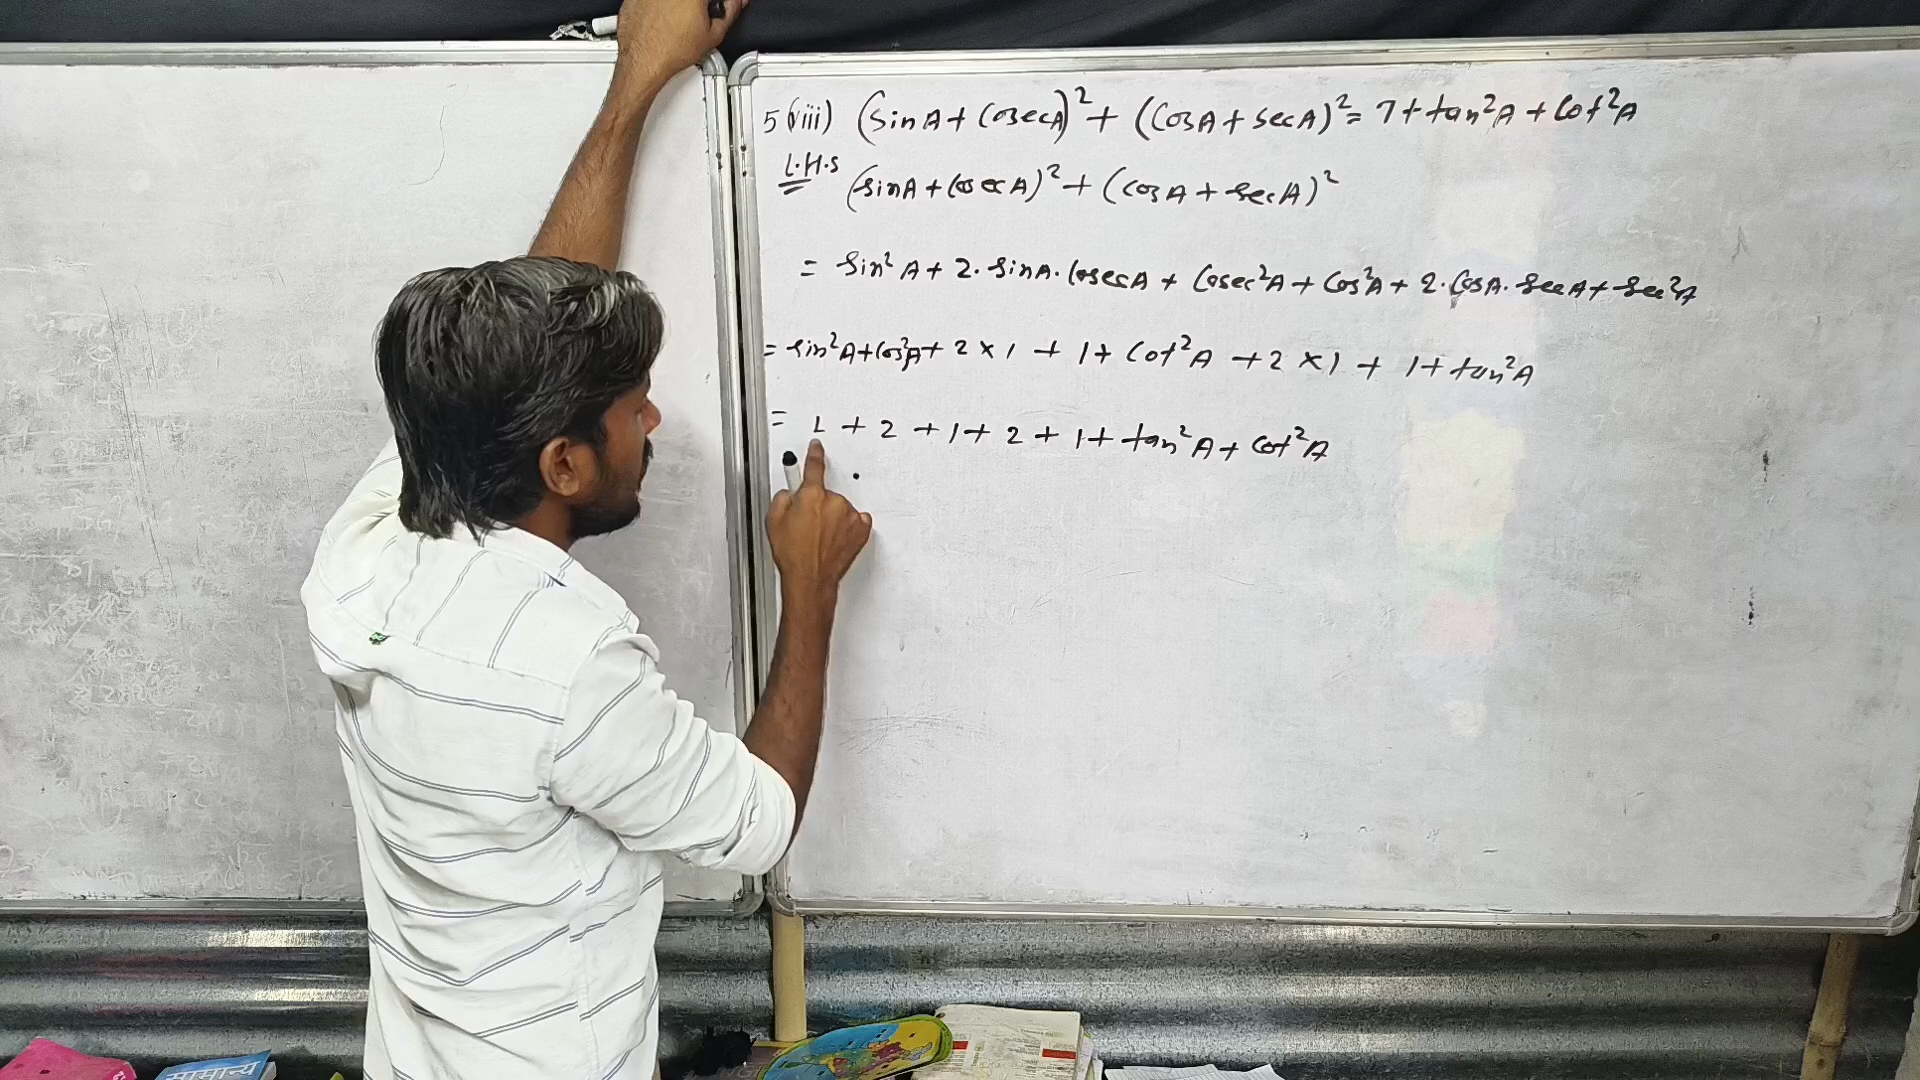 5(viii) (sinA + cosecA)² + (cosA + secA)² = 7 + tan²A + cot²A
L.H.S (sinA + cosecA)² + (cosA + secA)²
= sin²A + 2·sinA·cosecA + cosec²A + cos²A + 2·cosA·secA + sec²A
= sin²A + cos²A + 2×1 + 1 + cot²A + 2×1 + 1 + tan²A
= 1 + 2 + 1 + 2 + 1 + tan²A + cot²A
सामान्य